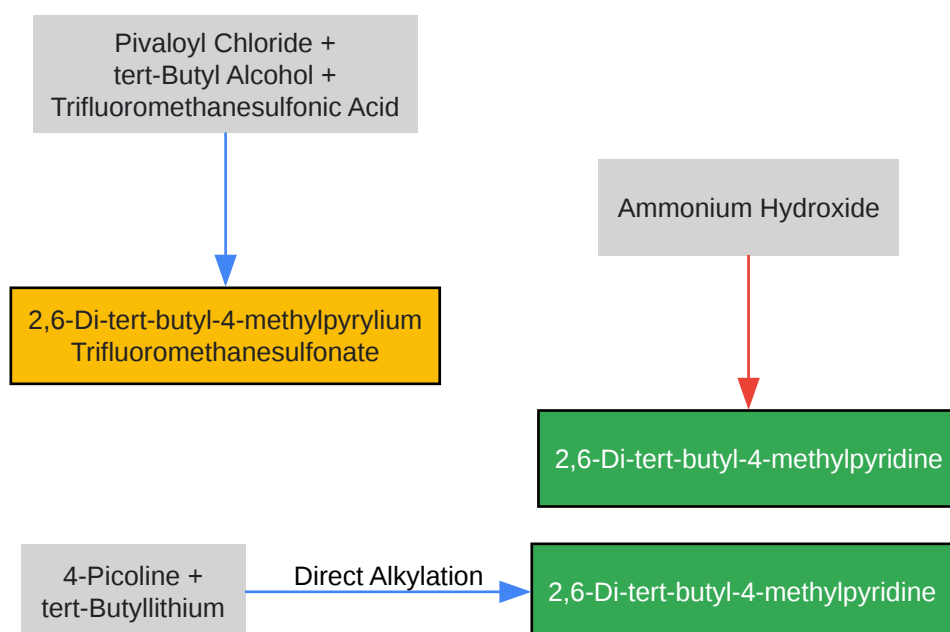 Pivaloyl Chloride +
tert-Butyl Alcohol +
Trifluoromethanesulfonic Acid
Ammonium Hydroxide
2,6-Di-tert-butyl-4-methylpyrylium
Trifluoromethanesulfonate
2,6-Di-tert-butyl-4-methylpyridine
4-Picoline +
tert-Butyllithium
Direct Alkylation
2,6-Di-tert-butyl-4-methylpyridine